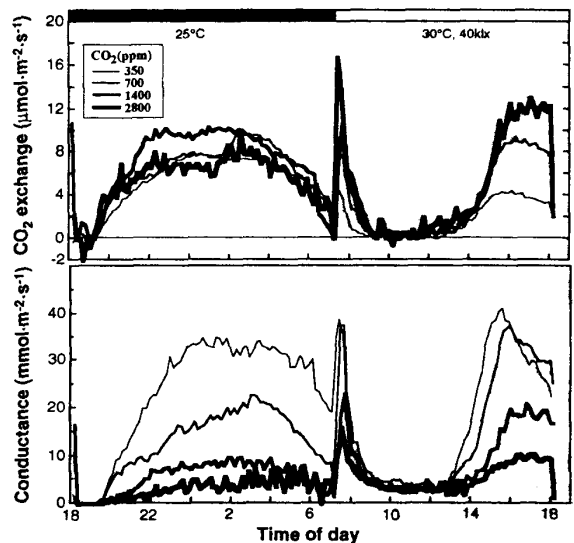 20
16
12
8
4
0
-2
CO₂ exchange (μmol·m⁻²·s⁻¹)
25°C
30°C, 40klx
CO₂(ppm)
350
700
1400
2800
40
30
20
10
0
Conductance (mmol·m⁻²·s⁻¹)
18 22 2 6 10 14 18
Time of day